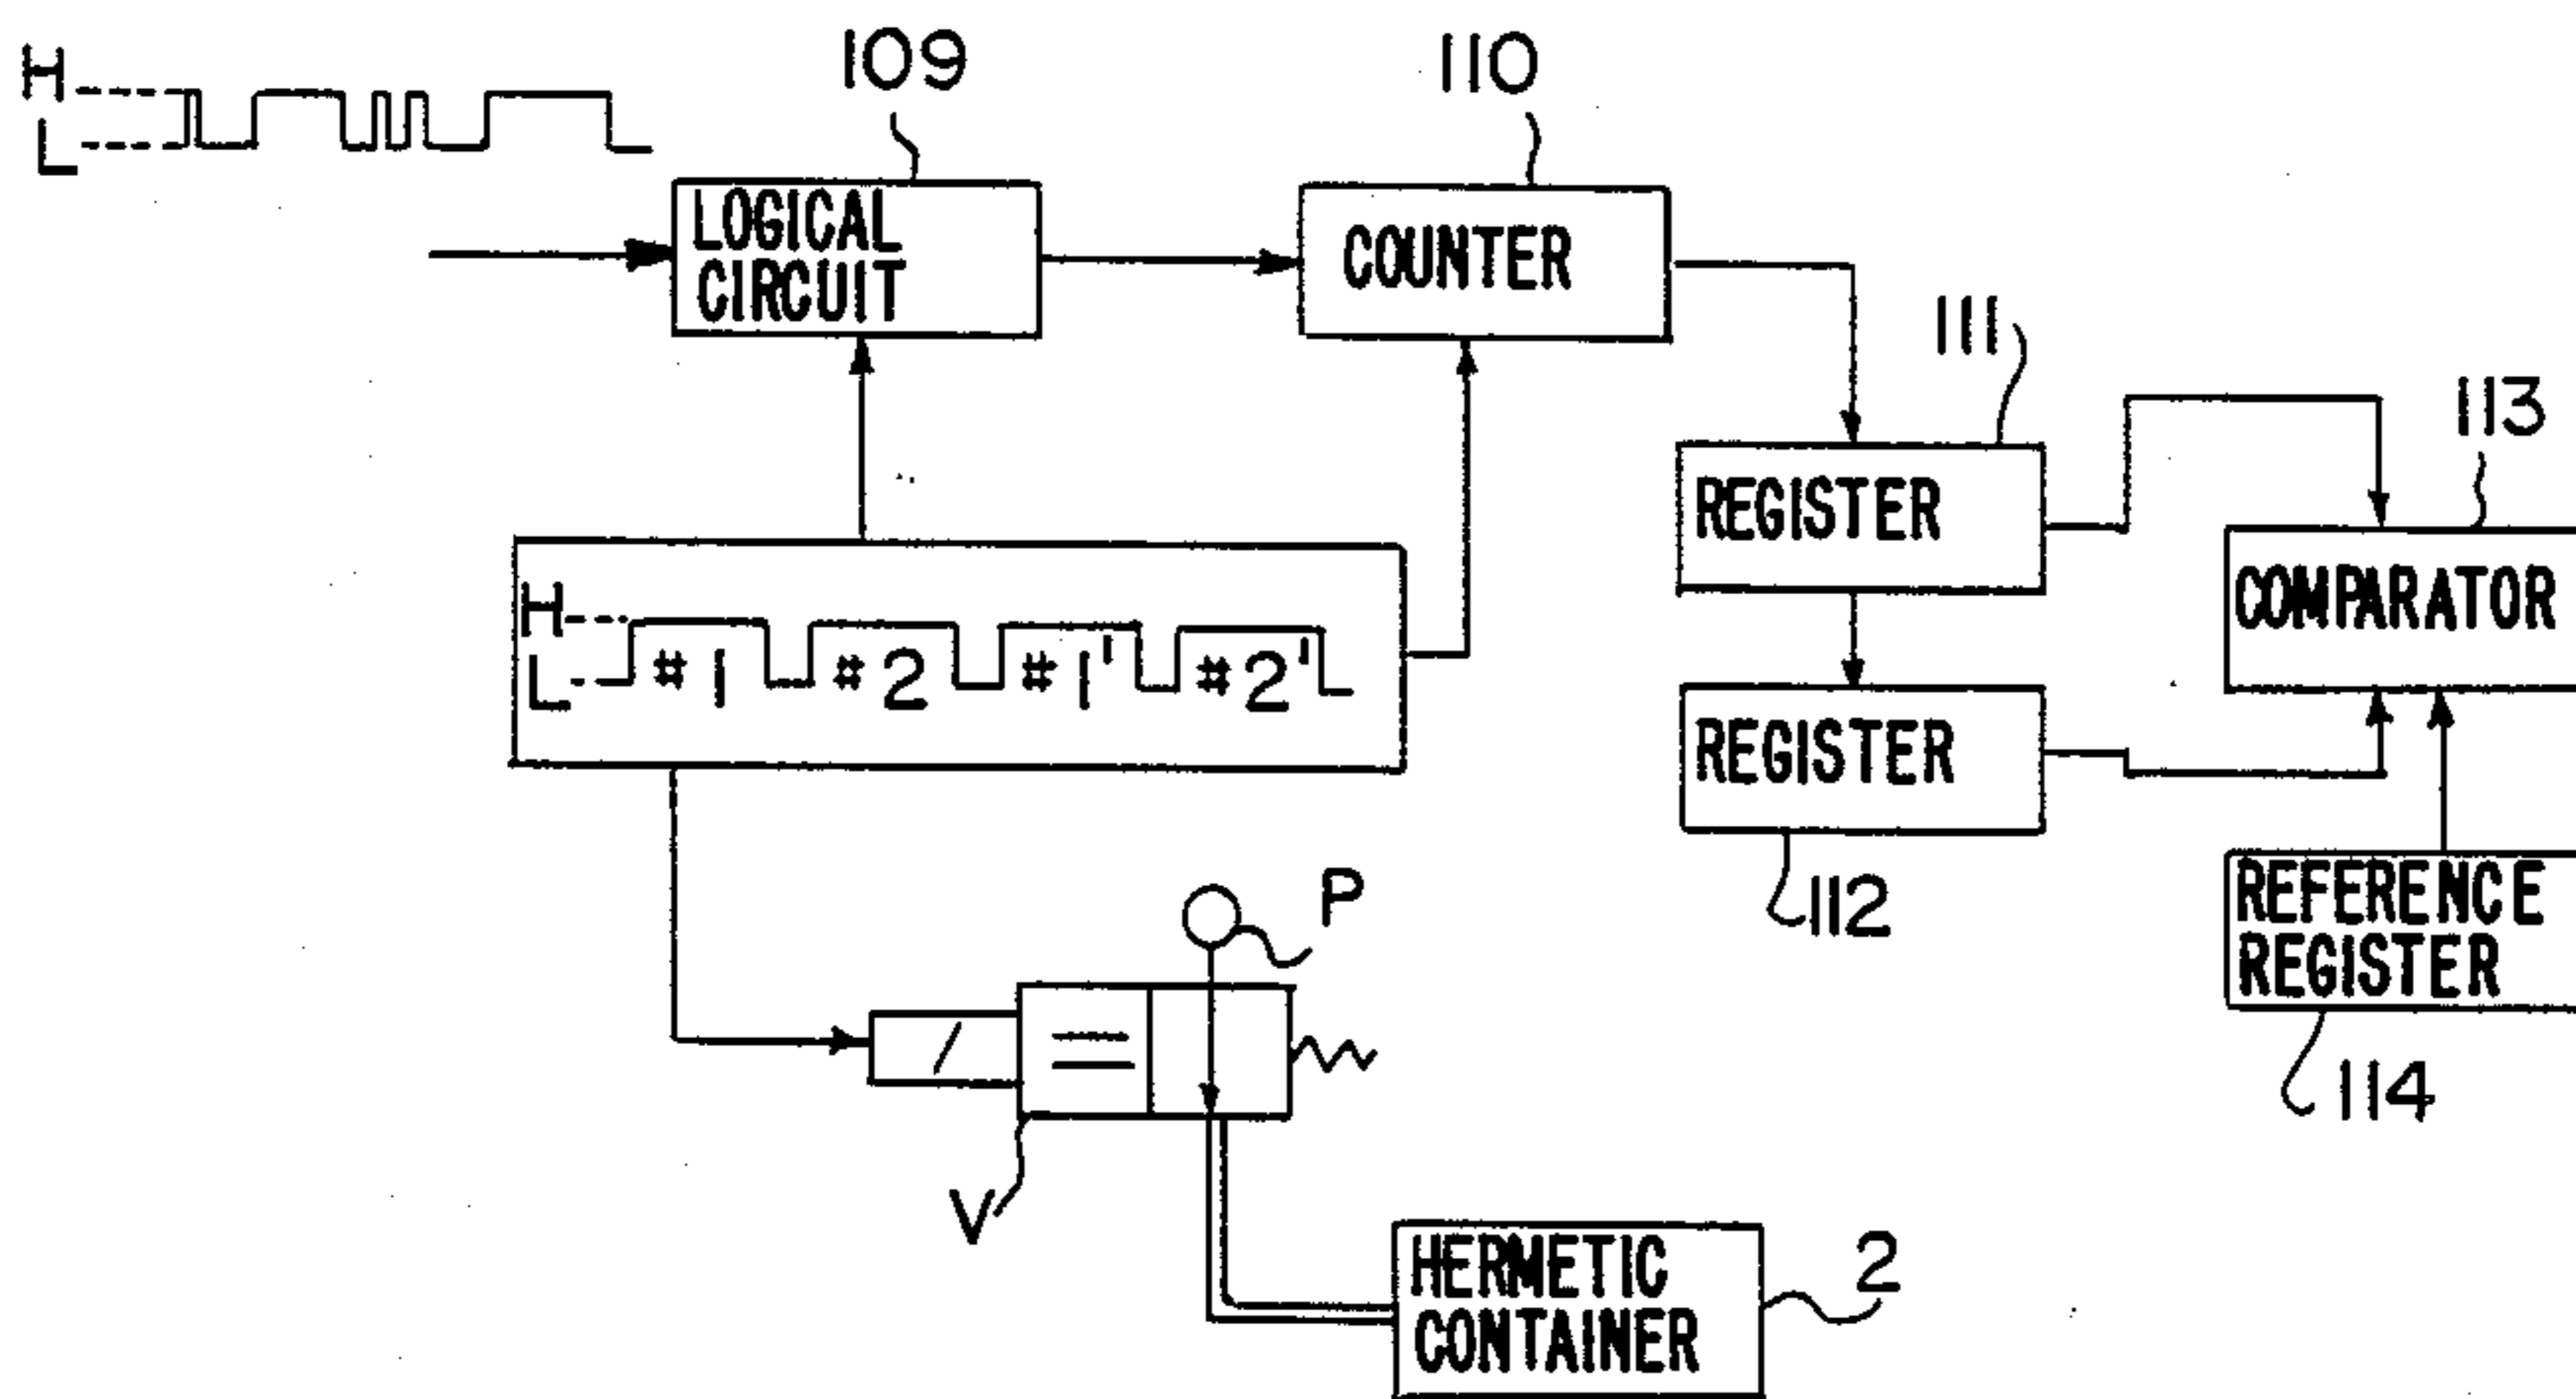 H
L
109
110
LOGICAL
CIRCUIT
COUNTER
111
113
REGISTER
COMPARATOR
H
L
#1 #2 #1' #2'
REGISTER
112
REFERENCE
REGISTER
114
P
V
HERMETIC
CONTAINER
2